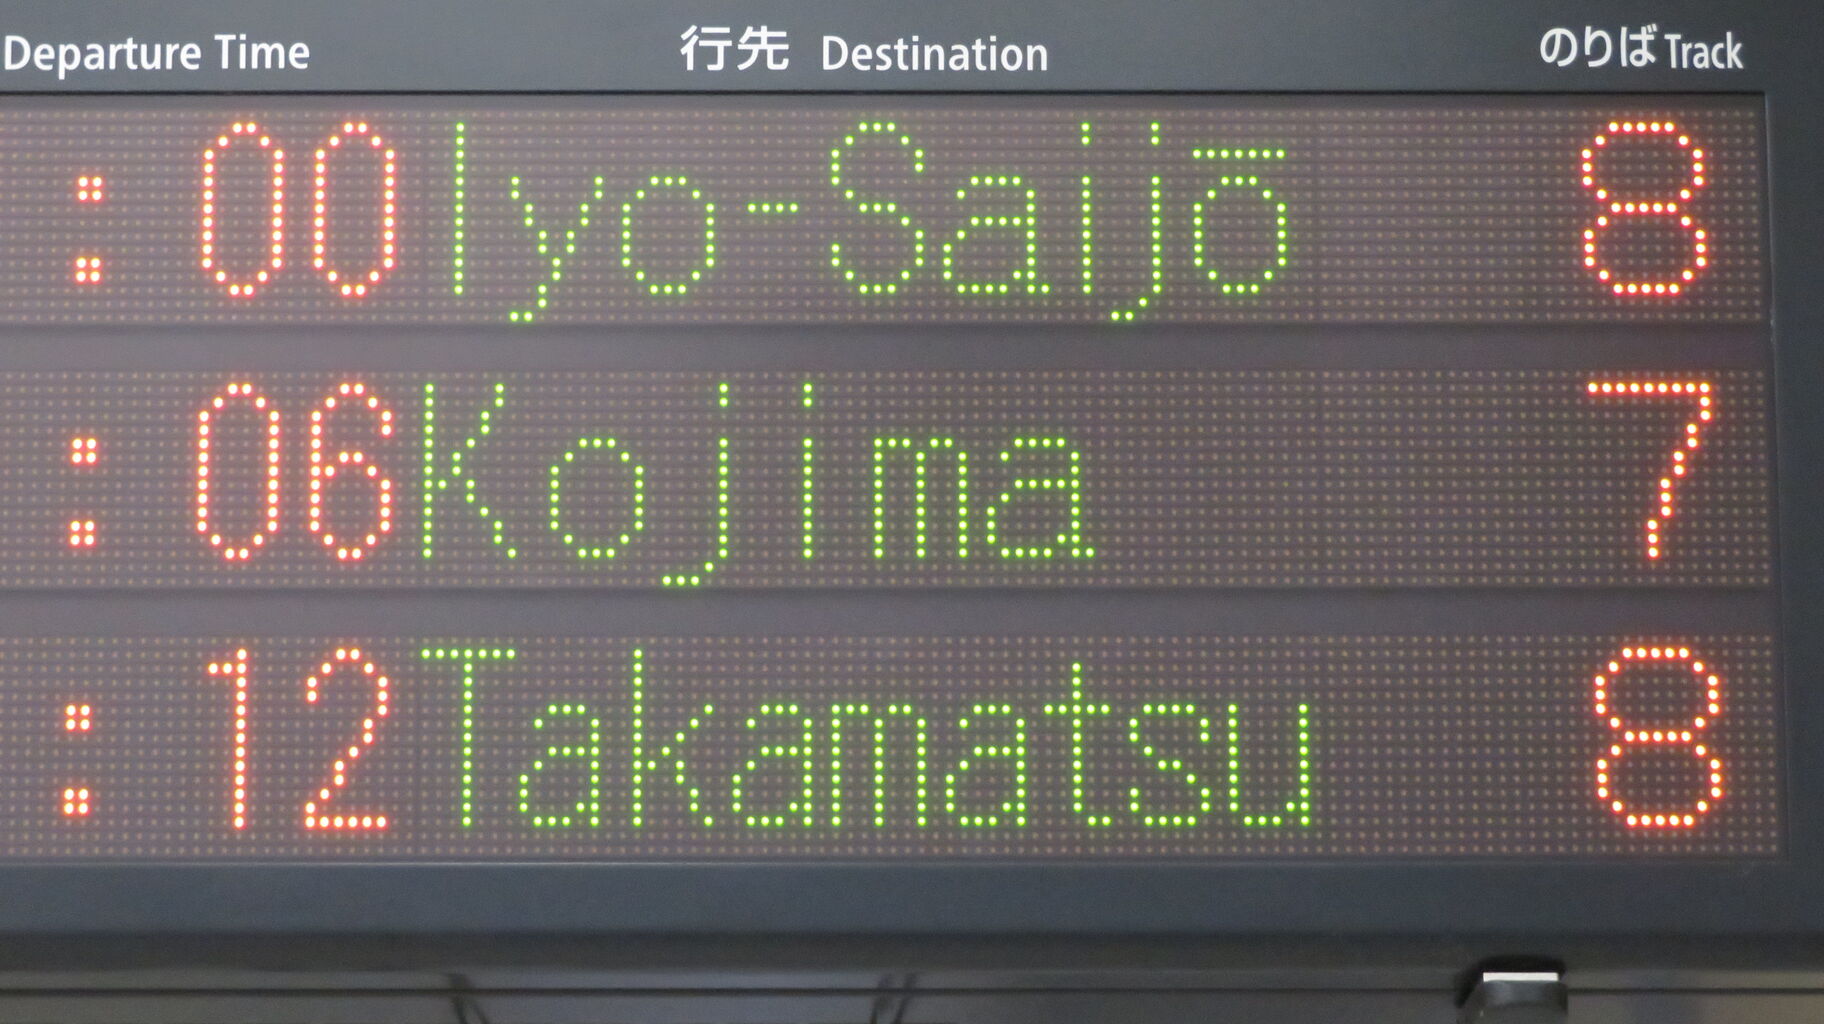 Departure Time 行先 Destination のりば Track
:00 Iyo-Saijō 8
:06 Kojima 7
:12 Takamatsu 8